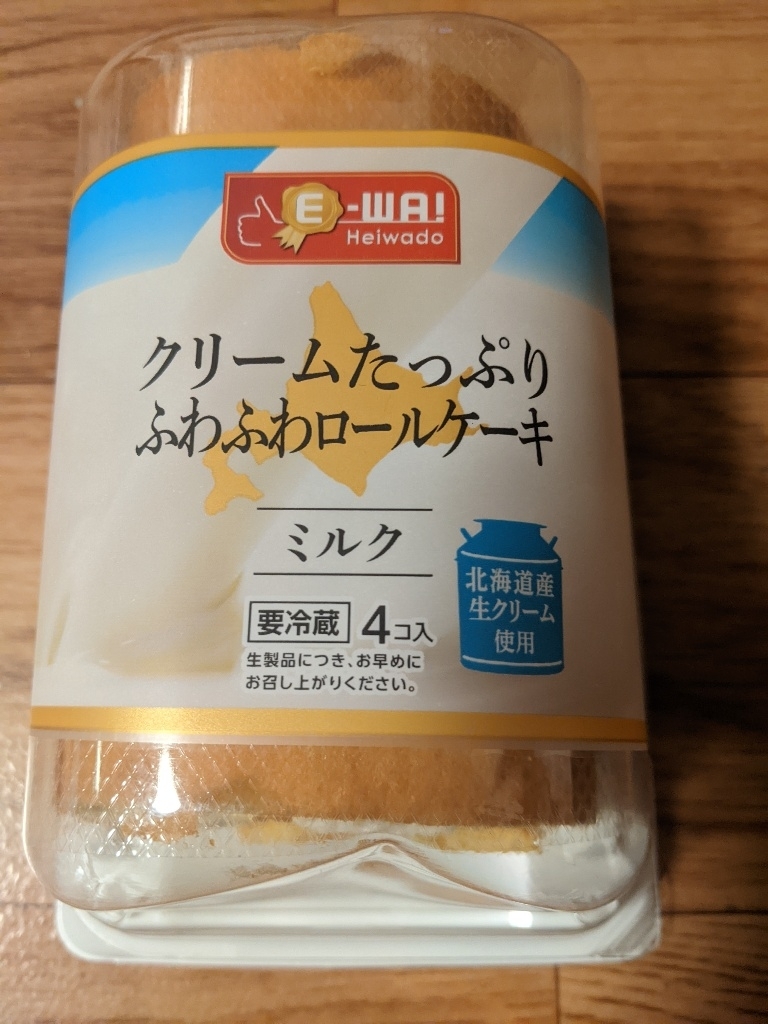 E-WA!
Heiwado
クリームたっぷり
ふわふわロールケーキ
ミルク
要冷蔵 4コ入
生製品につき、お早めに
お召し上がりください。
北海道産
生クリーム
使用